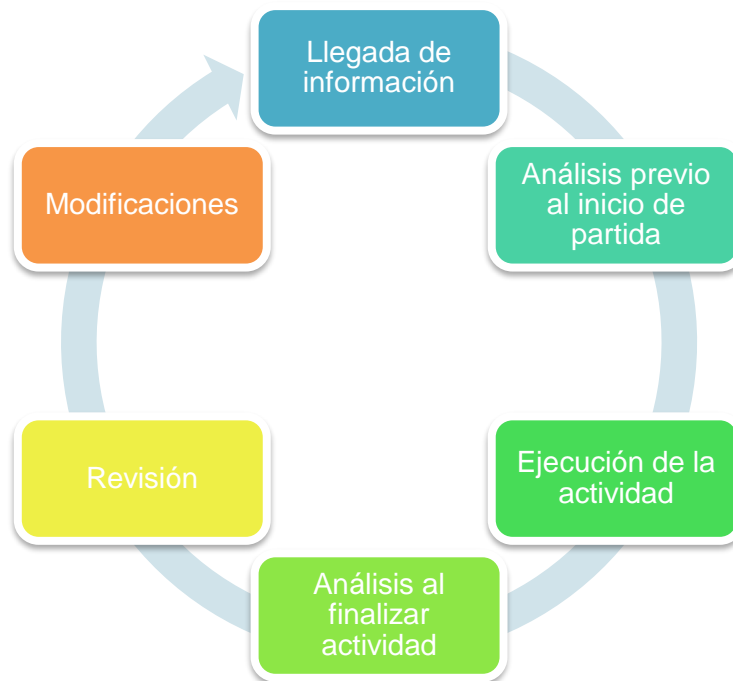 Llegada de
información
Análisis previo
al inicio de
partida
Ejecución de la
actividad
Análisis al
finalizar
actividad
Revisión
Modificaciones